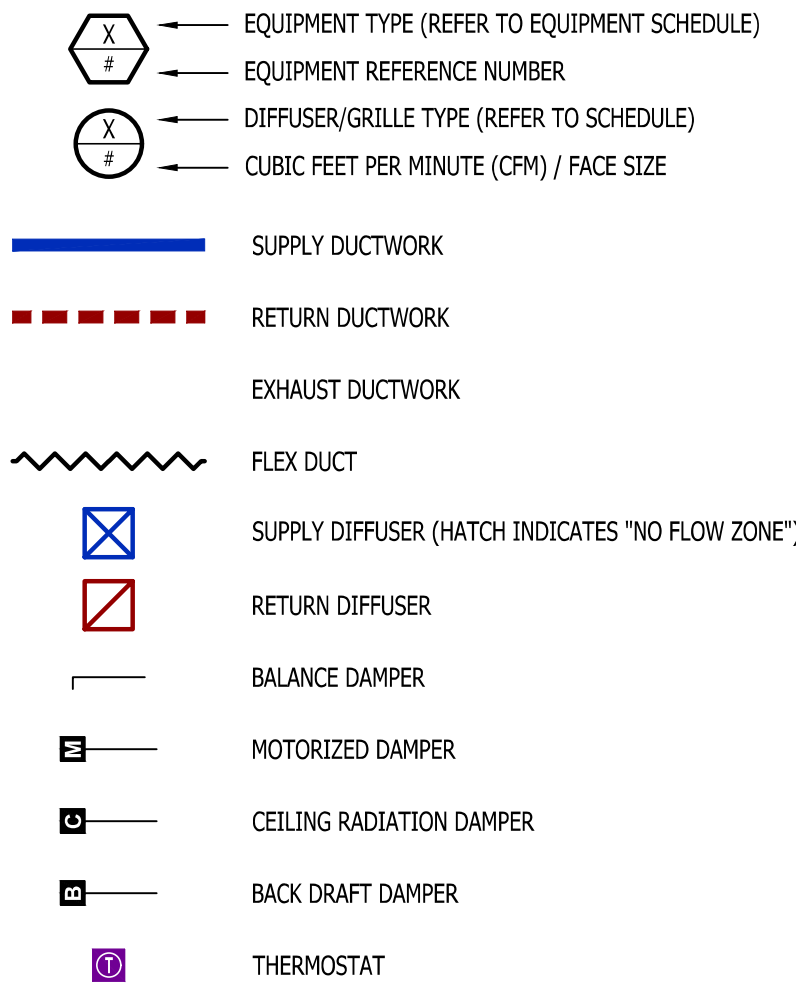 X
EQUIPMENT TYPE (REFER TO EQUIPMENT SCHEDULE)
#
EQUIPMENT REFERENCE NUMBER
X
DIFFUSER/GRILLE TYPE (REFER TO SCHEDULE)
#
CUBIC FEET PER MINUTE (CFM) / FACE SIZE
SUPPLY DUCTWORK
RETURN DUCTWORK
EXHAUST DUCTWORK
FLEX DUCT
SUPPLY DIFFUSER (HATCH INDICATES "NO FLOW ZONE")
RETURN DIFFUSER
BALANCE DAMPER
M MOTORIZED DAMPER
C CEILING RADIATION DAMPER
B BACK DRAFT DAMPER
T THERMOSTAT